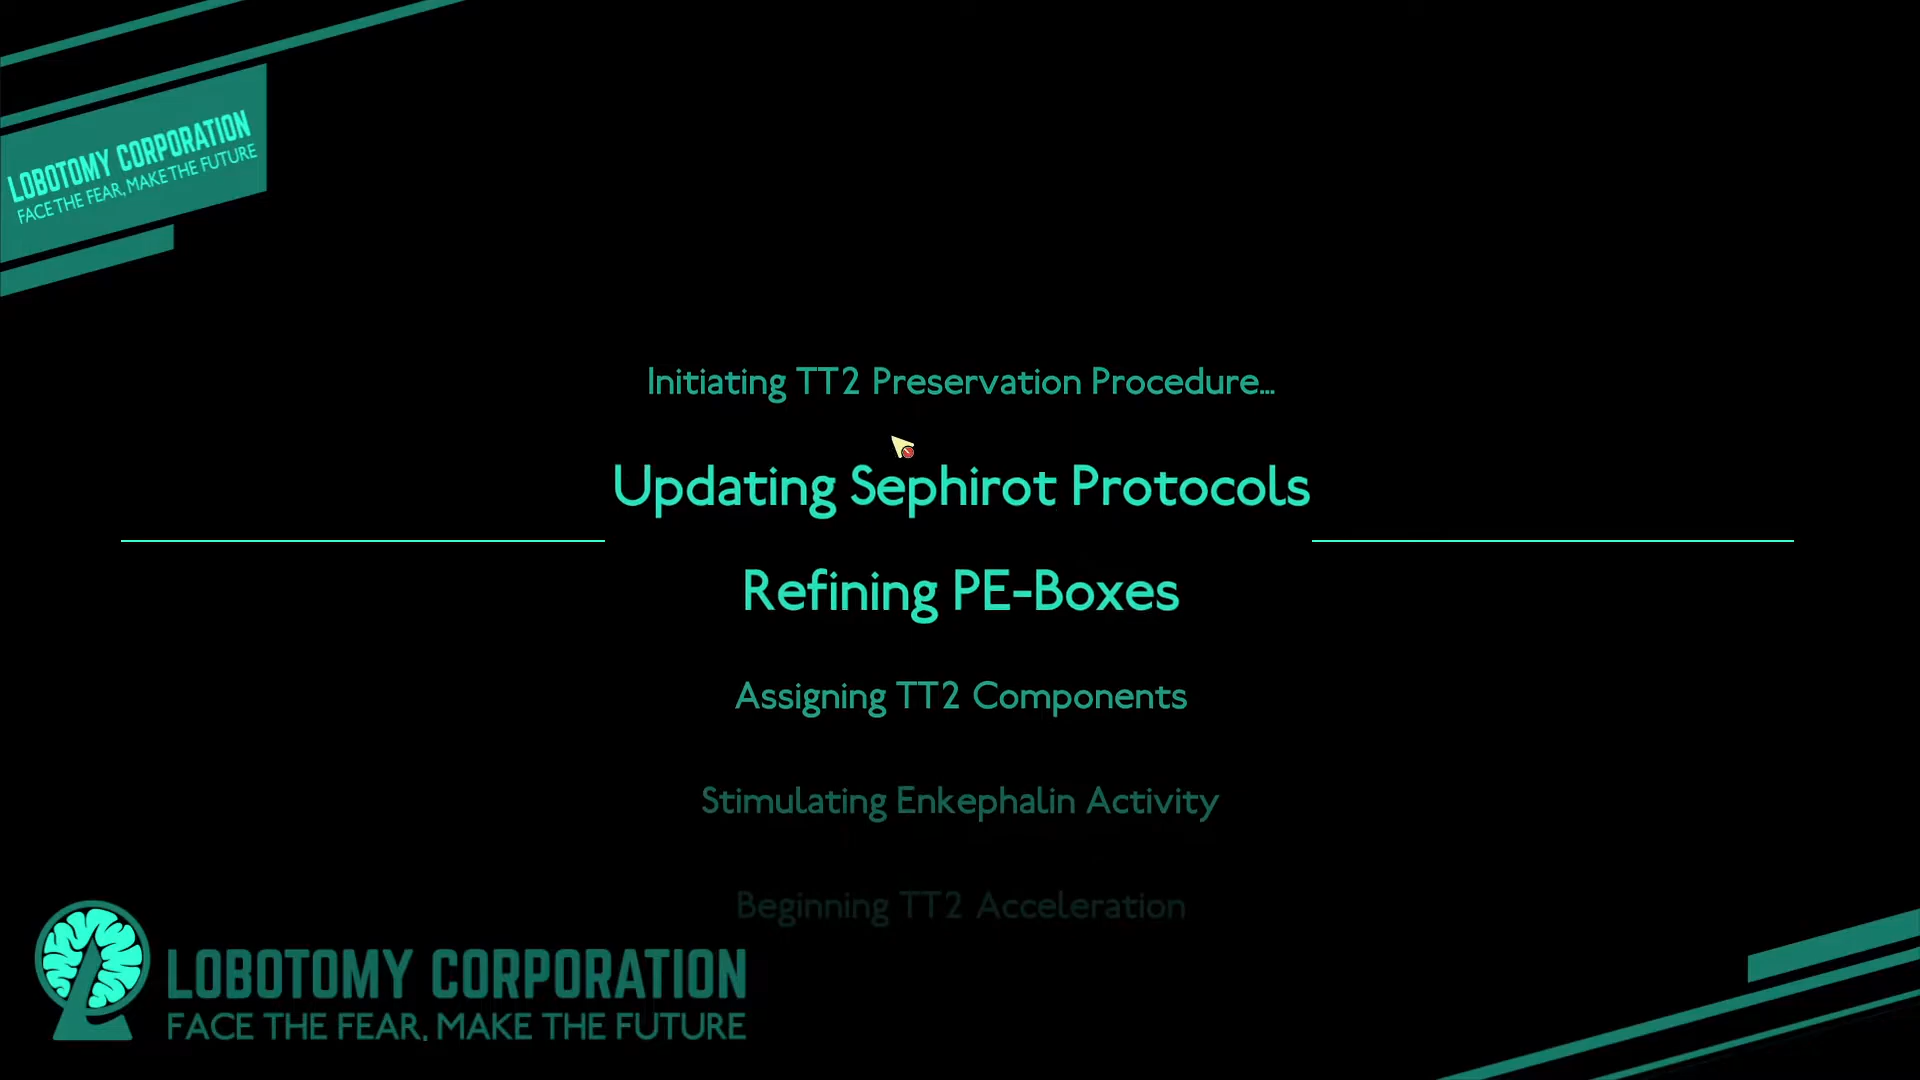 LOBOTOMY CORPORATION
FACE THE FEAR, MAKE THE FUTURE
Initiating TT2 Preservation Procedure...
Updating Sephirot Protocols
Refining PE-Boxes
Assigning TT2 Components
Stimulating Enkephalin Activity
Beginning TT2 Acceleration
LOBOTOMY CORPORATION
FACE THE FEAR, MAKE THE FUTURE